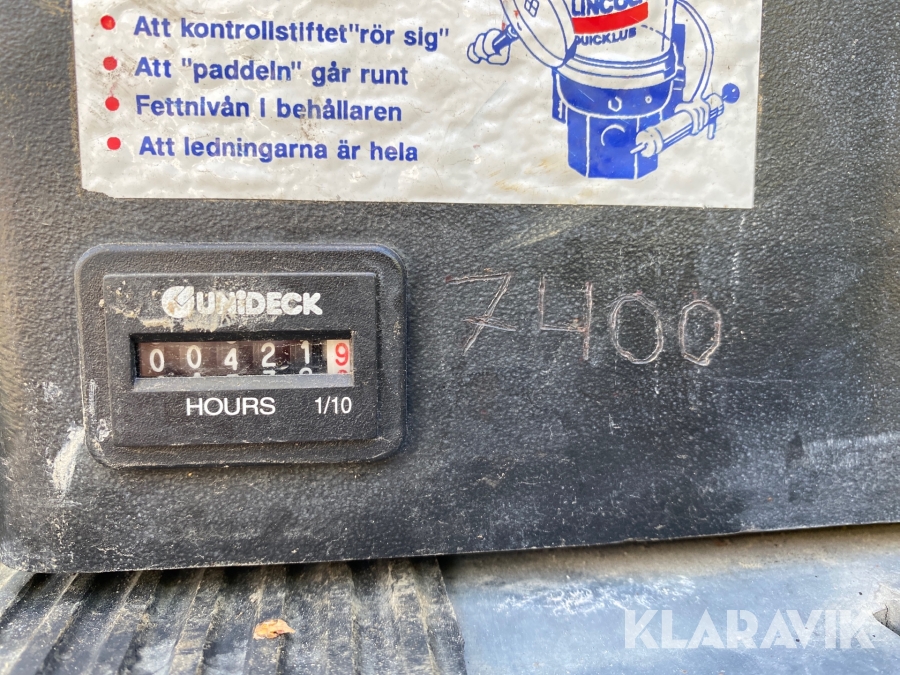 Att kontrollstiftet"rör sig"
LINCOLN
QUICKLUB
Att "paddeln" går runt
Fettnivån i behållaren
Att ledningarna är hela
UNIDECK
004219
HOURS 1/10
7400
KLARAVIK